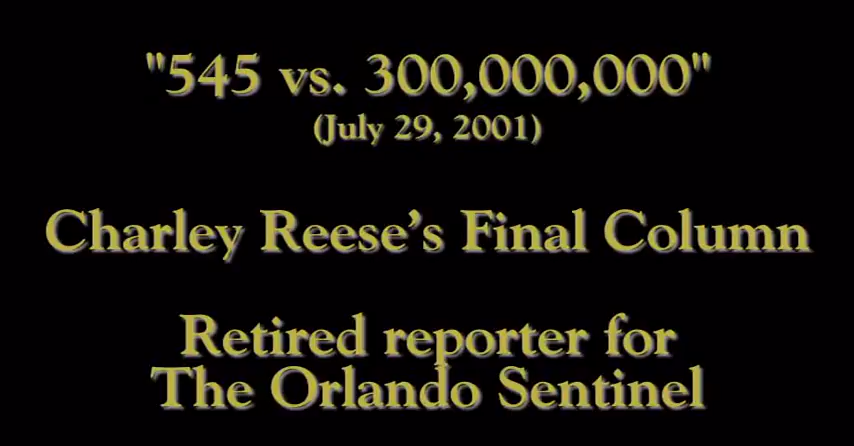 "545 vs. 300,000,000"
(July 29, 2001)
Charley Reese's Final Column
Retired reporter for
The Orlando Sentinel